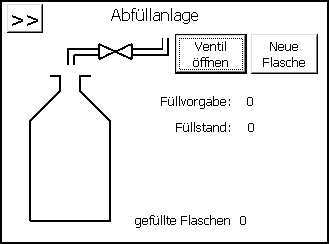 >>
Abfüllanlage
Ventil
öffnen
Neue
Flasche
Füllvorgabe: 0
Füllstand: 0
gefüllte Flaschen 0